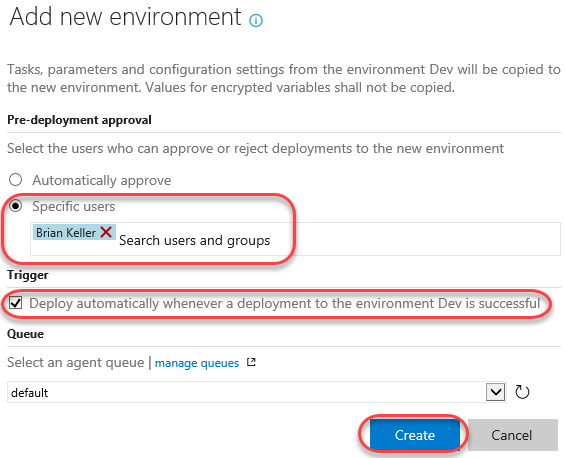 Add new environment
Tasks, parameters and configuration settings from the environment Dev will be copied to
the new environment. Values for encrypted variables shall not be copied.
Pre-deployment approval
Select the users who can approve or reject deployments to the new environment
Automatically approve
Specific users
Brian Keller Search users and groups
Trigger
Deploy automatically whenever a deployment to the environment Dev is successful
Queue
Select an agent queue | manage queues
default
Create Cancel